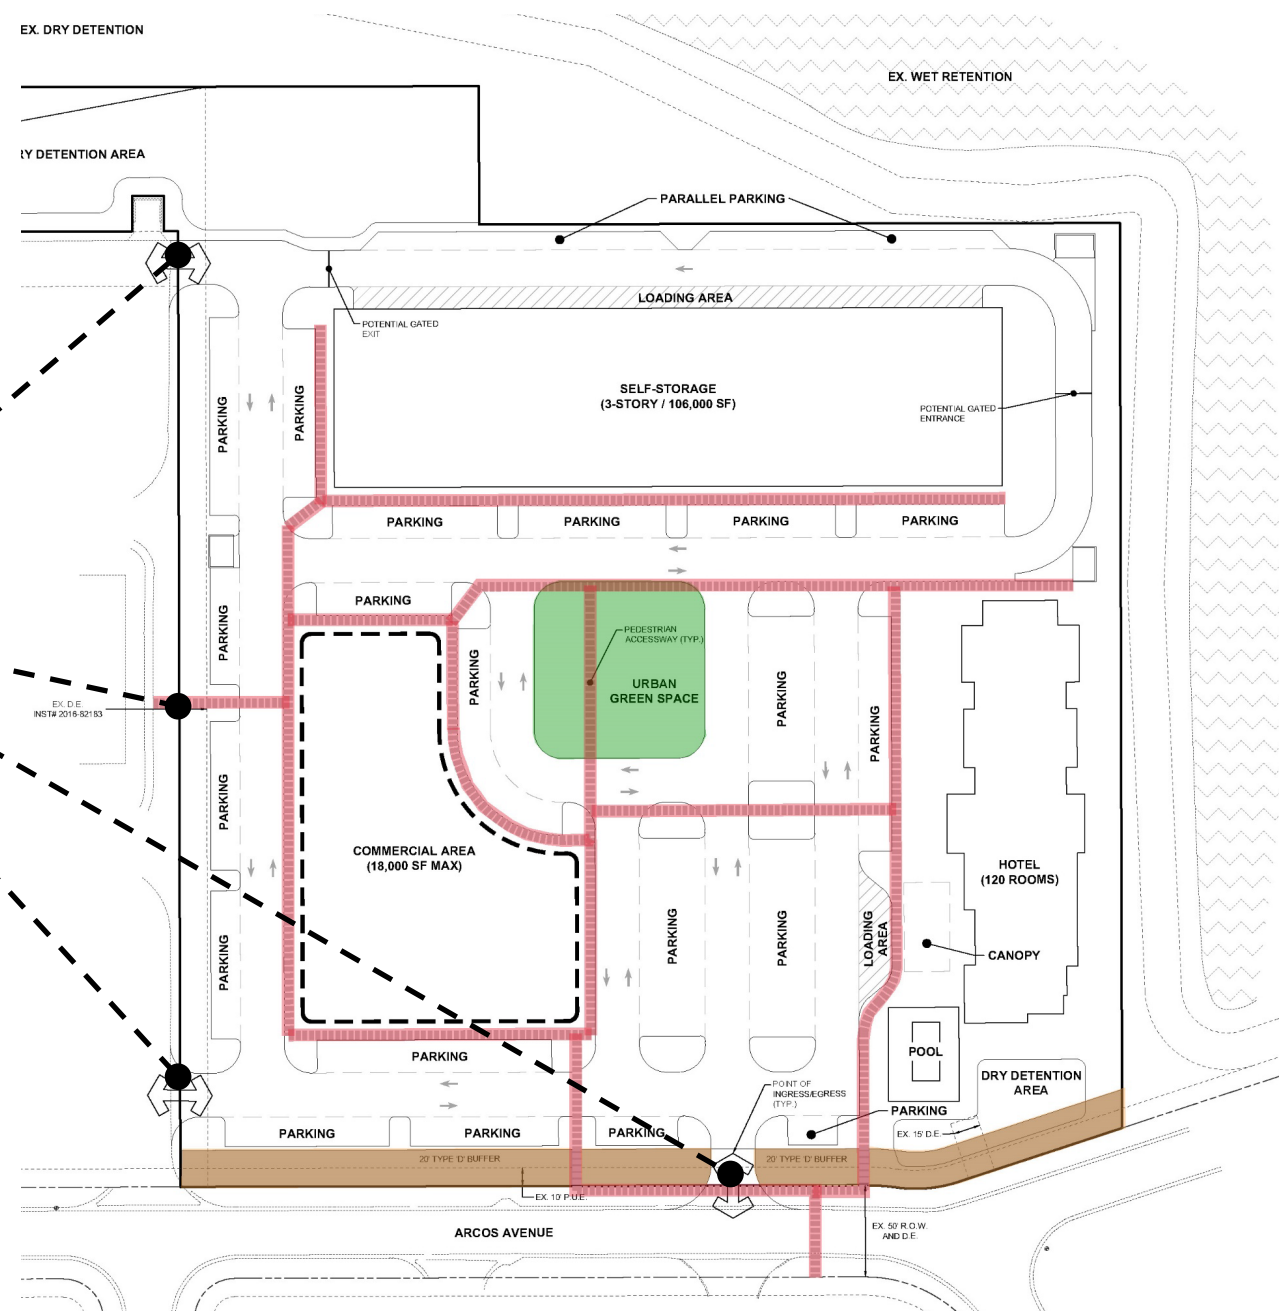 EX. DRY DETENTION
EX. WET RETENTION
RY DETENTION AREA
PARALLEL PARKING
LOADING AREA
POTENTIAL GATED
EXIT
SELF-STORAGE
(3-STORY / 106,000 SF)
POTENTIAL GATED
ENTRANCE
PARKING
PARKING
PARKING
PARKING
PARKING
PARKING
PARKING
PARKING
PEDESTRIAN
ACCESSWAY (TYP.)
URBAN
GREEN SPACE
PARKING
PARKING
PARKING
EX. D.E.
INST# 2016-82183
PARKING
COMMERCIAL AREA
(18,000 SF MAX)
HOTEL
(120 ROOMS)
PARKING
PARKING
PARKING
LOADING
AREA
CANOPY
PARKING
POOL
DRY DETENTION
AREA
POINT OF
INGRESS/EGRESS
(TYP.)
PARKING
PARKING
PARKING
PARKING
EX. 15' D.E.
20' TYPE 'D' BUFFER
20' TYPE 'D' BUFFER
EX. 10' P.U.E.
ARCOS AVENUE
EX. 50' R.O.W.
AND D.E.